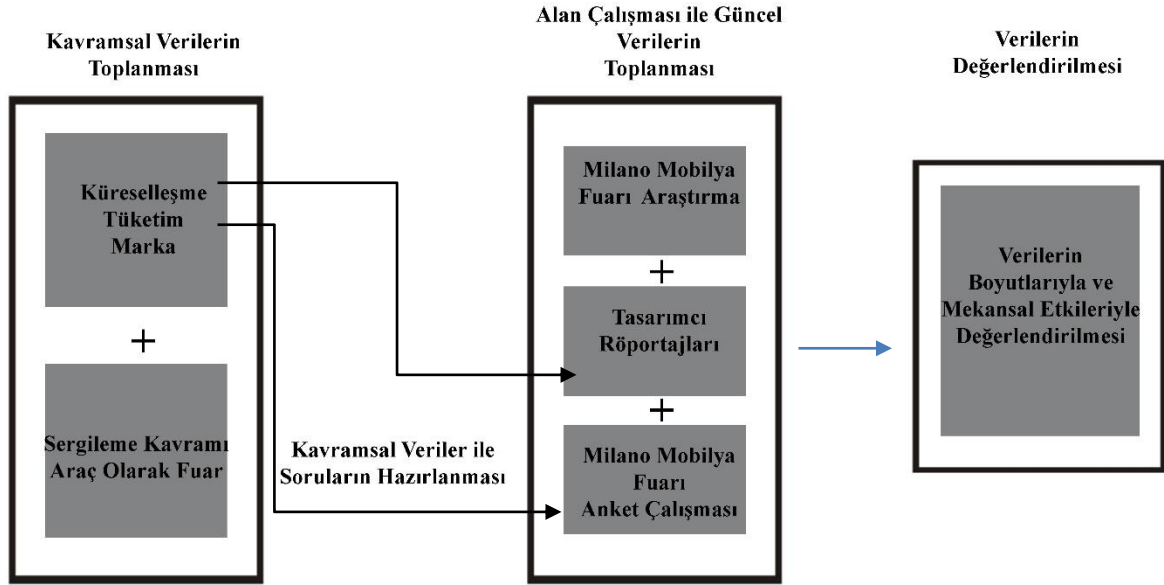 Kavramsal Verilerin
Toplanması
Küreselleşme
Tüketim
Marka
+
Sergileme Kavramı
Araç Olarak Fuar
Kavramsal Veriler ile
Soruların Hazırlanması
Alan Çalışması ile Güncel
Verilerin
Toplanması
Milano Mobilya
Fuarı Araştırma
+
Tasarımcı
Röportajları
+
Milano Mobilya
Fuarı
Anket Çalışması
Verilerin
Değerlendirilmesi
Verilerin
Boyutlarıyla ve
Mekansal Etkileriyle
Değerlendirilmesi